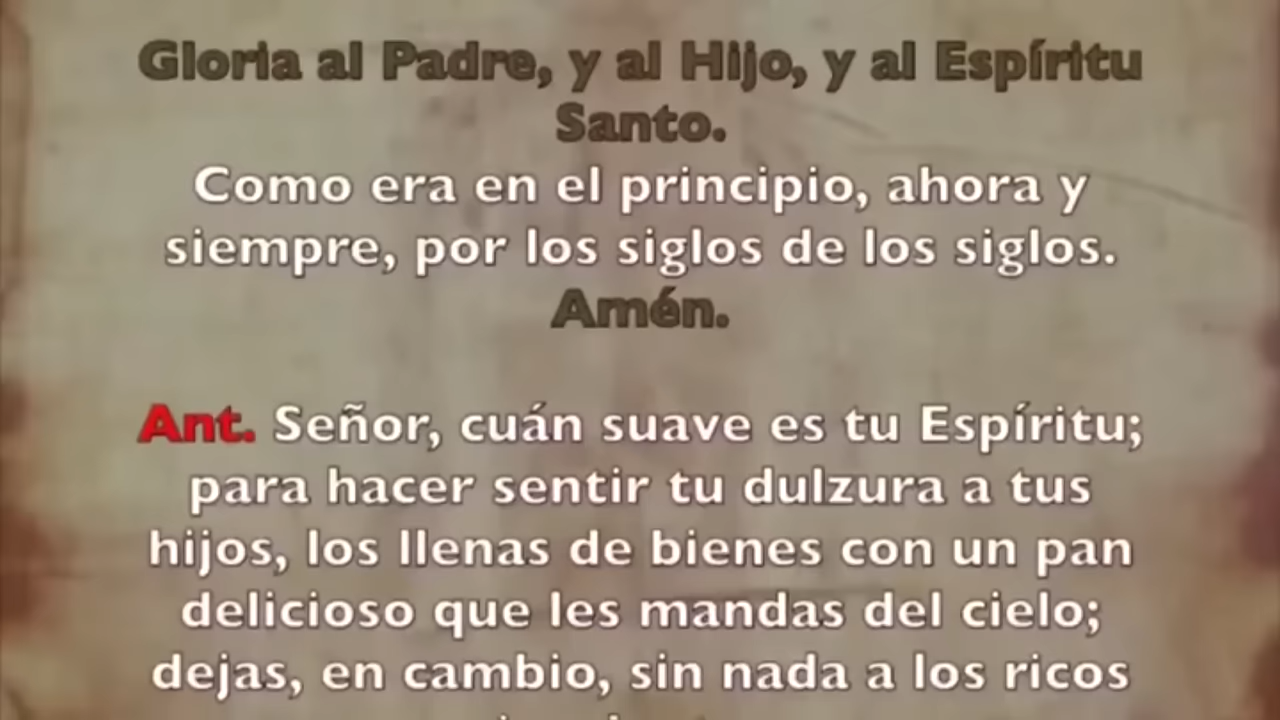 Gloria al Padre, y al Hijo, y al Espíritu
Santo.
Como era en el principio, ahora y
siempre, por los siglos de los siglos.
Amén.
Ant. Señor, cuán suave es tu Espíritu;
para hacer sentir tu dulzura a tus
hijos, los llenas de bienes con un pan
delicioso que les mandas del cielo;
dejas, en cambio, sin nada a los ricos